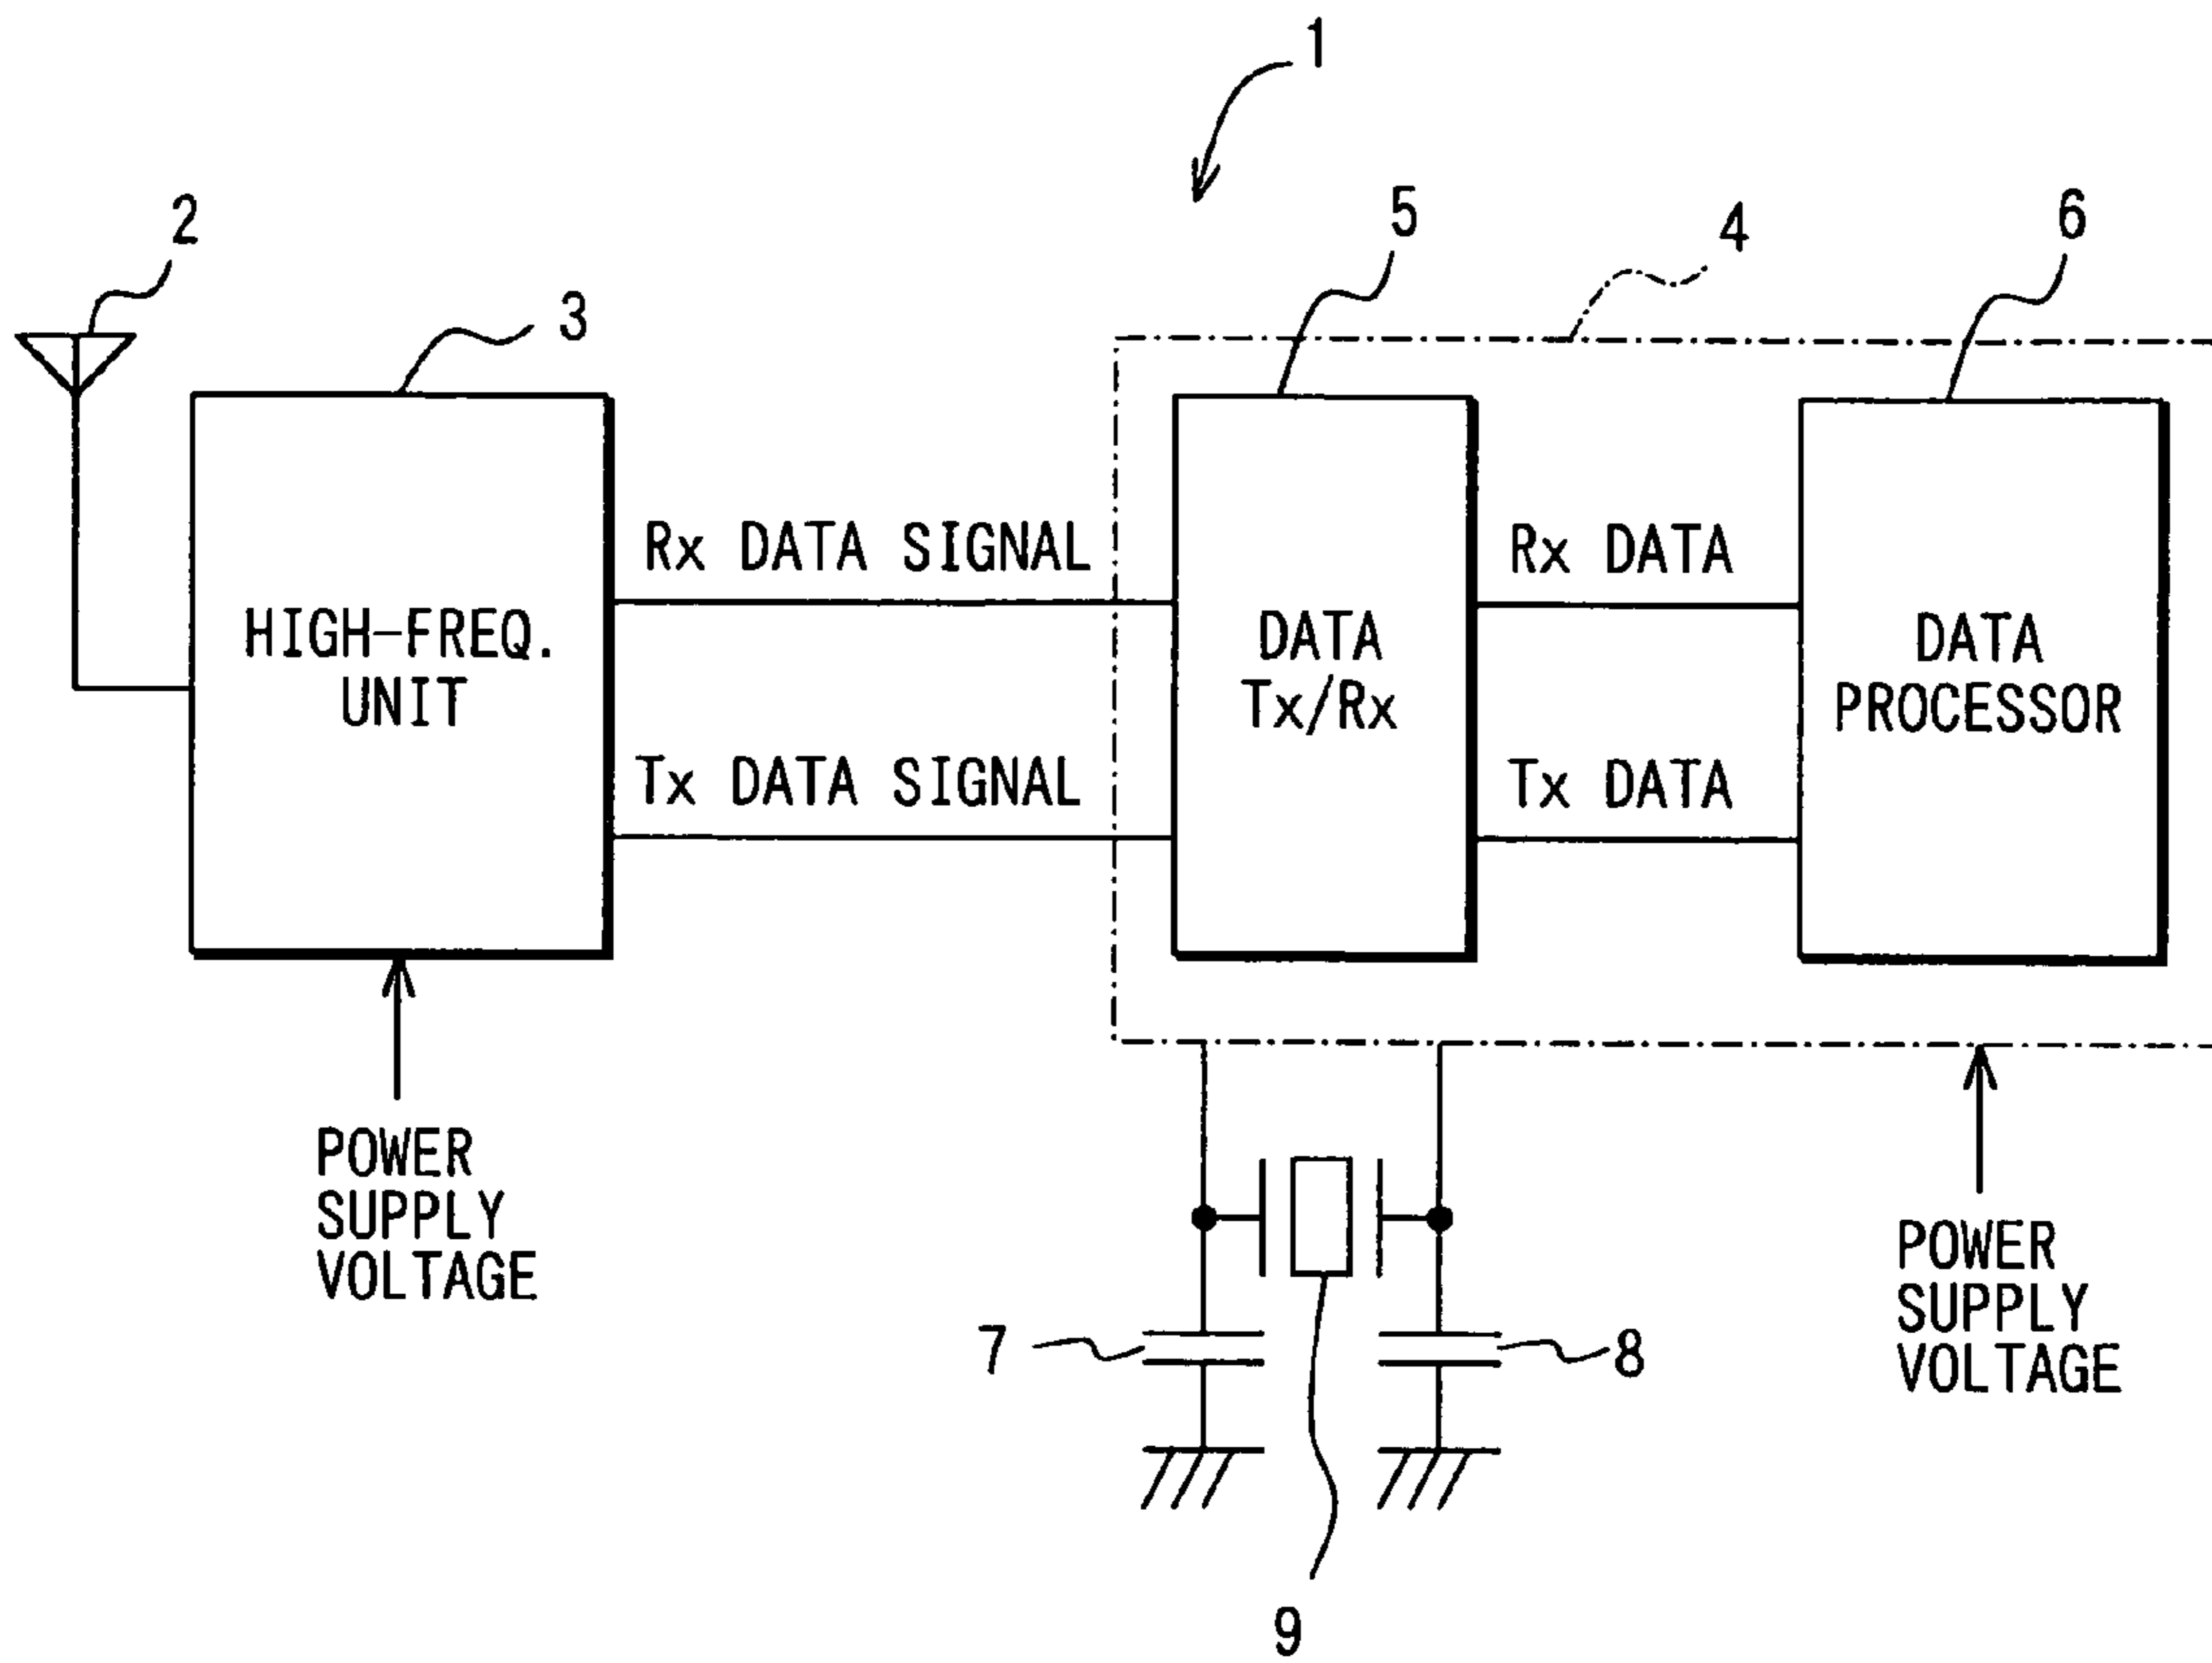 1
2
3
5
4
6
Rx DATA SIGNAL
Rx DATA
HIGH-FREQ.
UNIT
DATA
Tx/Rx
DATA
PROCESSOR
Tx DATA SIGNAL
Tx DATA
POWER
SUPPLY
VOLTAGE
POWER
SUPPLY
VOLTAGE
7
8
9